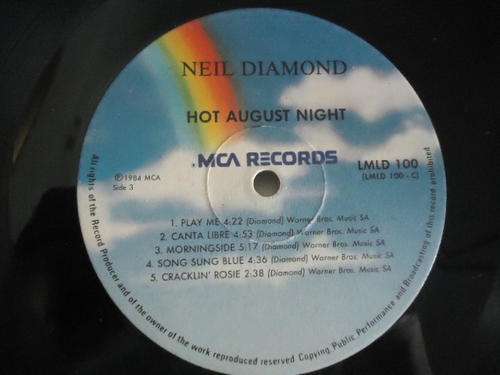 NEIL DIAMOND
HOT AUGUST NIGHT
.MCA RECORDS
LMLD 100
(LMLD 100 - C)
℗ 1984 MCA
Side 3
1. PLAY ME 4:22 (Diamond) Warner Bros. Music SA
2. CANTA LIBRE 4:53 (Diamond) Warner Bros. Music SA
3. MORNINGSIDE 5:17 (Diamond) Warner Bros. Music SA
4. SONG SUNG BLUE 4:36 (Diamond) Warner Bros. Music SA
5. CRACKLIN' ROSIE 2:38 (Diamond) Warner Bros. Music SA
All rights of the Record Producer and of the owner of the work reproduced reserved Copying Public Performance and Broadcasting of this record prohibited